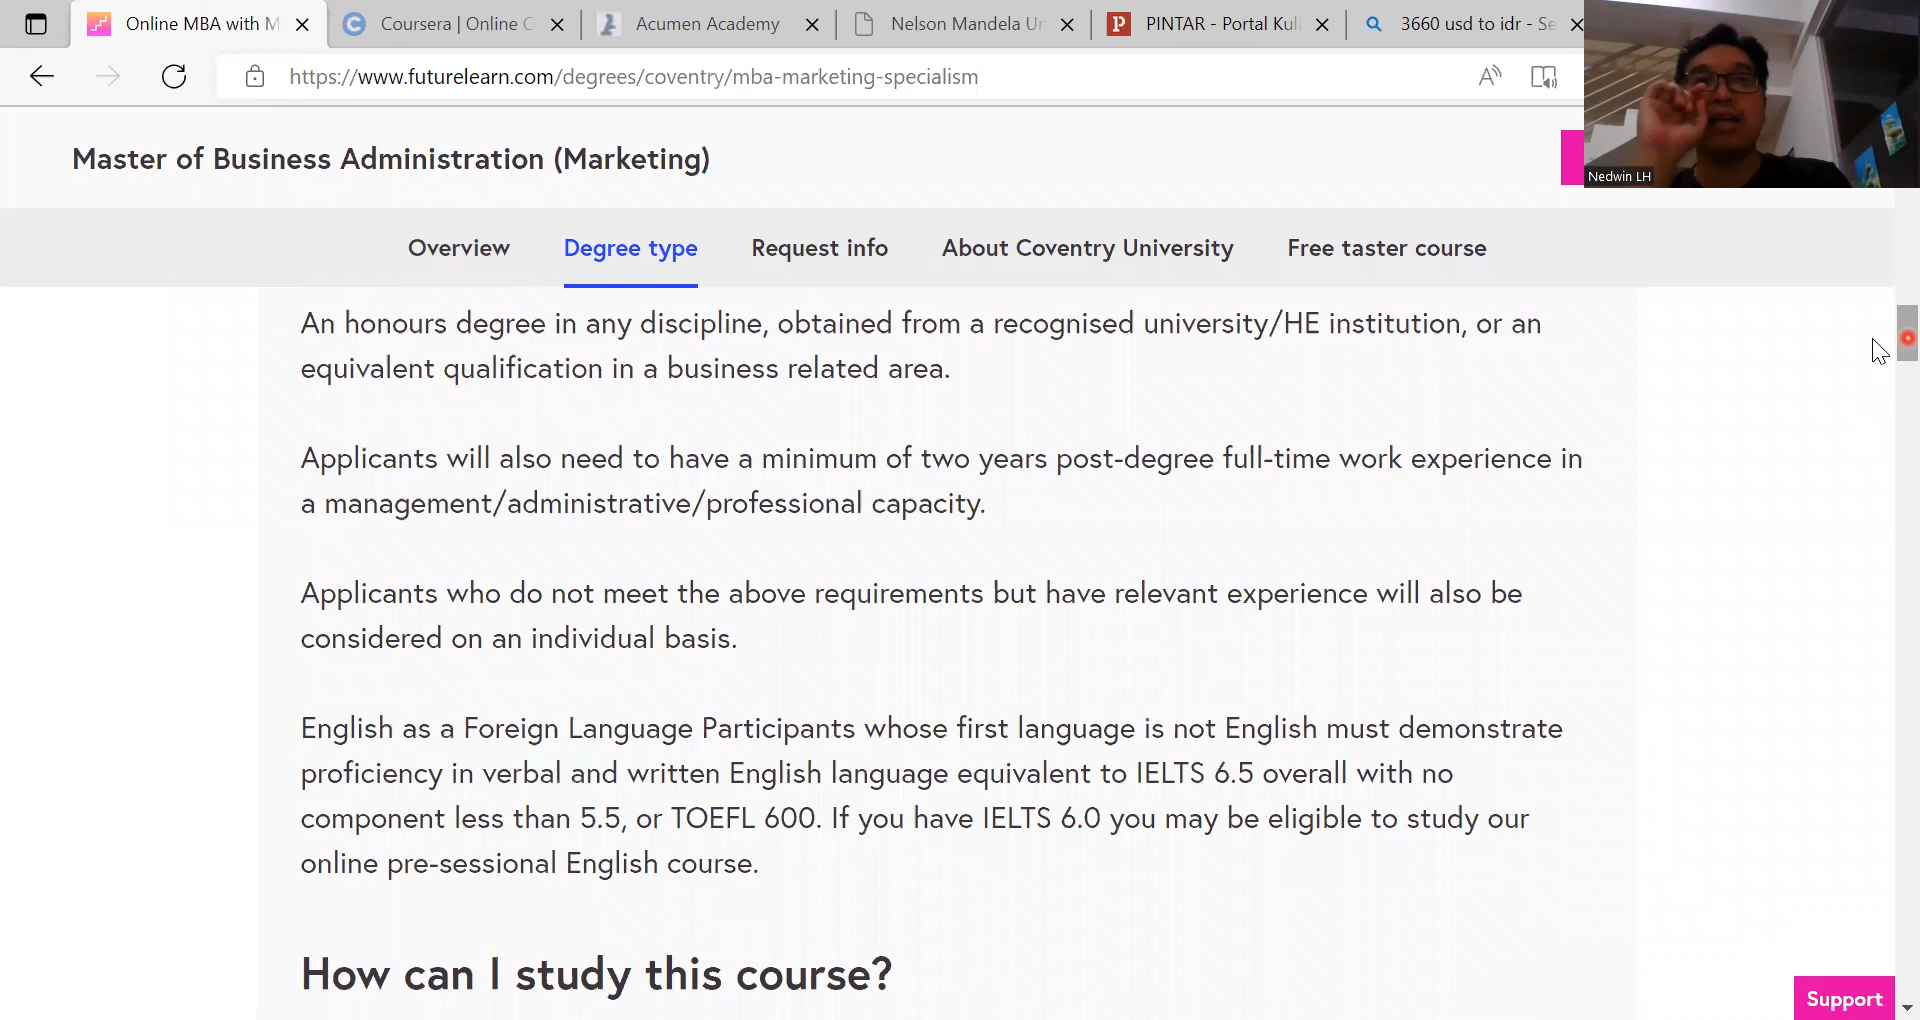 Online MBA with M
Coursera | Online C
Acumen Academy
Nelson Mandela Un
PINTAR - Portal Kuli
3660 usd to idr - Se
https://www.futurelearn.com/degrees/coventry/mba-marketing-specialism
Nedwin LH
Master of Business Administration (Marketing)
Overview
Degree type
Request info
About Coventry University
Free taster course
An honours degree in any discipline, obtained from a recognised university/HE institution, or an
equivalent qualification in a business related area.
Applicants will also need to have a minimum of two years post-degree full-time work experience in
a management/administrative/professional capacity.
Applicants who do not meet the above requirements but have relevant experience will also be
considered on an individual basis.
English as a Foreign Language Participants whose first language is not English must demonstrate
proficiency in verbal and written English language equivalent to IELTS 6.5 overall with no
component less than 5.5, or TOEFL 600. If you have IELTS 6.0 you may be eligible to study our
online pre-sessional English course.
How can I study this course?
Support